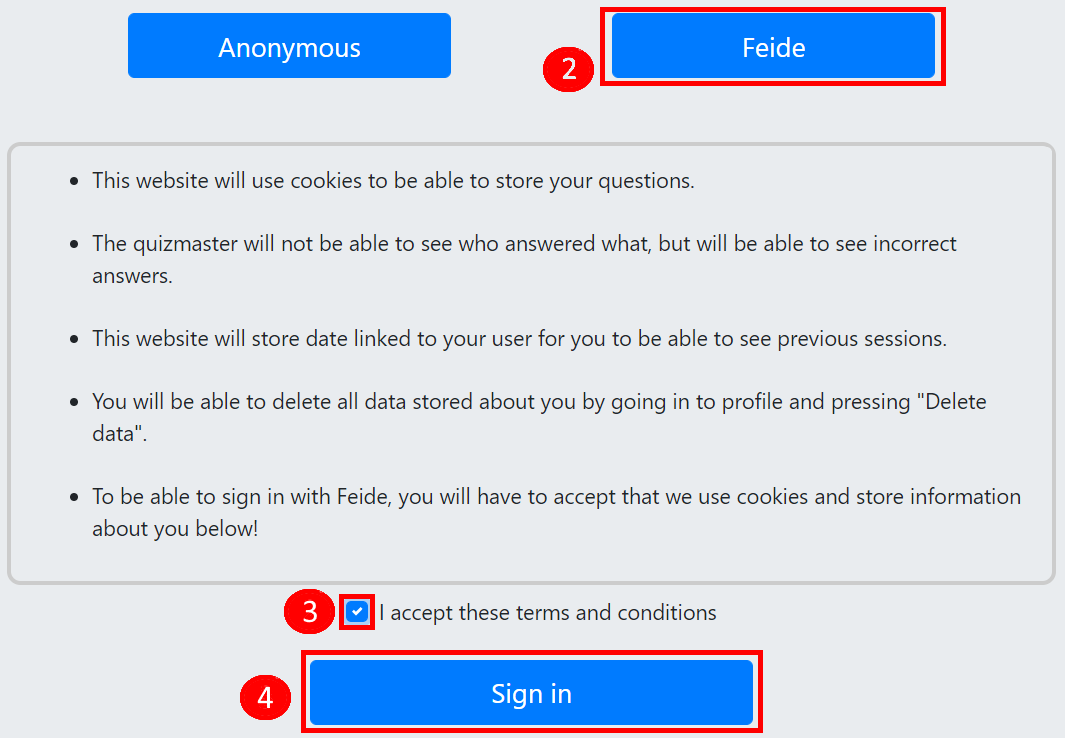 Anonymous
2
Feide
• This website will use cookies to be able to store your questions.
• The quizmaster will not be able to see who answered what, but will be able to see incorrect
answers.
• This website will store date linked to your user for you to be able to see previous sessions.
• You will be able to delete all data stored about you by going in to profile and pressing "Delete
data".
• To be able to sign in with Feide, you will have to accept that we use cookies and store information
about you below!
3
I accept these terms and conditions
4
Sign in